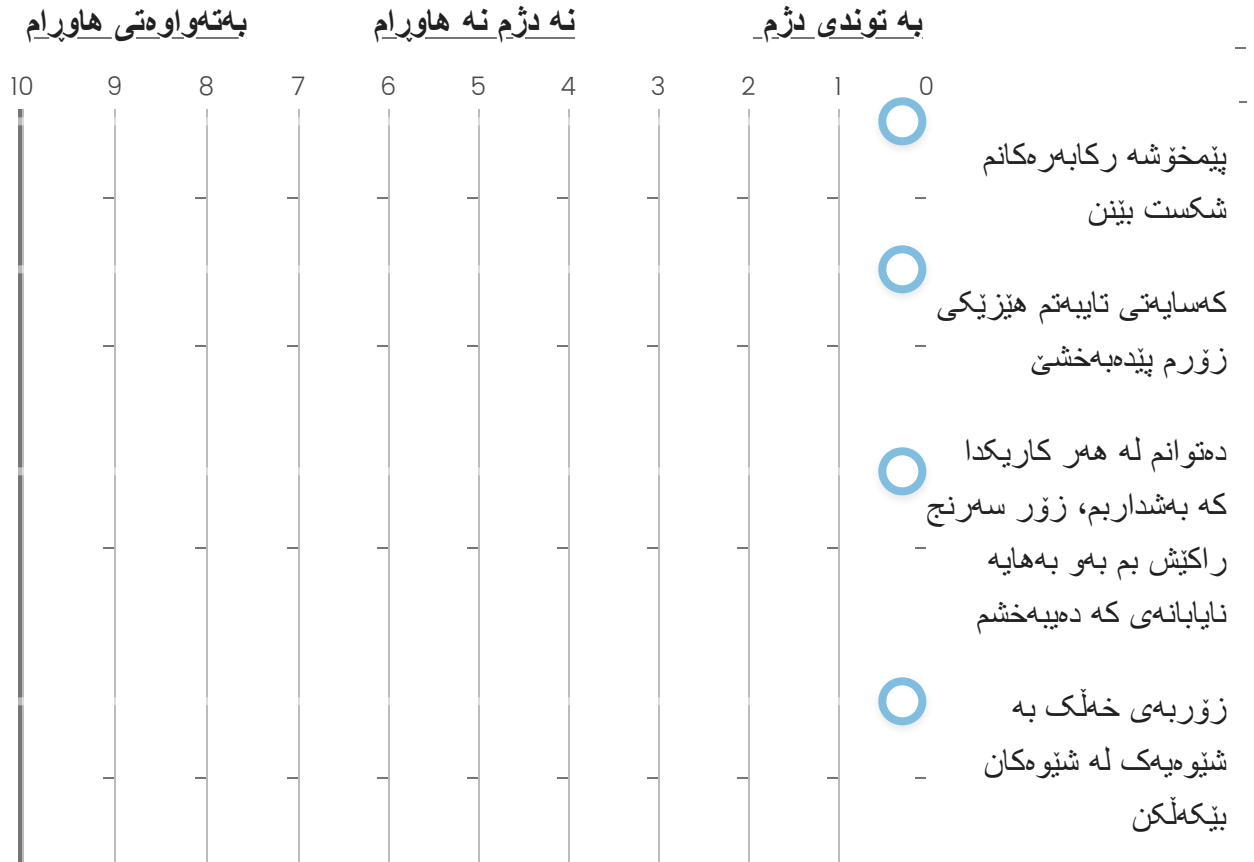 بە توندی دژم نە دژم نە هاوڕام بەتەواوەتی هاوڕام
0 1 2 3 4 5 6 7 8 9 10
پێمخۆشە رکابەرەکانم
شکست بێنن
کەسایەتی تایبەتم هێزێکی
زۆرم پێدەبەخشێ
دەتوانم لە هەر کاریکدا
کە بەشداربم، زۆر سەرنج
راکێش بم بەو بەهایە
نایابانەی کە دەیبەخشم
زۆربەی خەڵک بە
شێوەیەک لە شێوەکان
بێکەڵکن